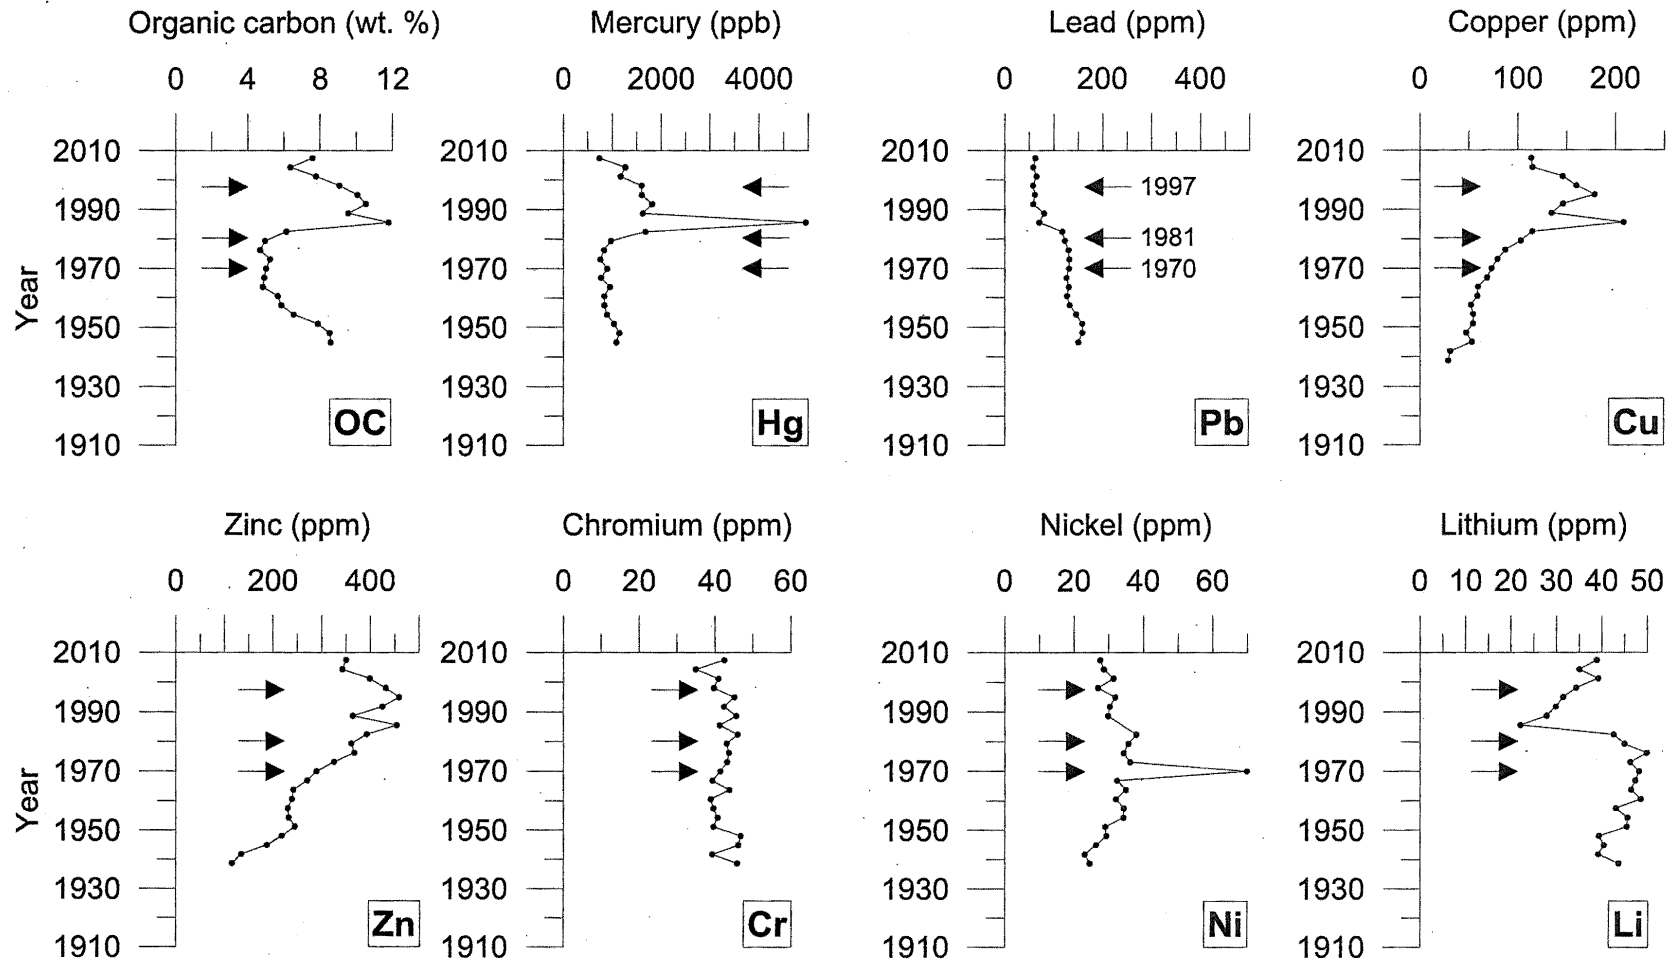 Organic carbon (wt. %) Mercury (ppb) Lead (ppm) Copper (ppm)
0 4 8 12 0 2000 4000 0 200 400 0 100 200
2010 2010 2010 2010
1990 1990 1997 1990 1990
1981
1970 1970 1970 1970 1970
Year
1950 1950 1950 1950
1930 1930 1930 1930
OC Hg Pb Cu
1910 1910 1910 1910
Zinc (ppm) Chromium (ppm) Nickel (ppm) Lithium (ppm)
0 200 400 0 20 40 60 0 20 40 60 0 10 20 30 40 50
2010 2010 2010 2010
1990 1990 1990 1990
1970 1970 1970 1970
Year
1950 1950 1950 1950
1930 1930 1930 1930
Zn Cr Ni Li
1910 1910 1910 1910